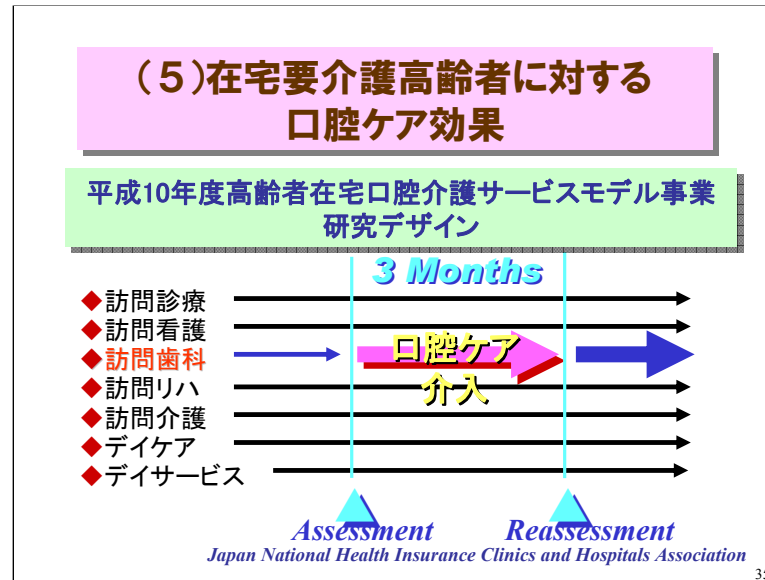 （５）在宅要介護高齢者に対する
口腔ケア効果
平成10年度高齢者在宅口腔介護サービスモデル事業
研究デザイン
3 Months
◆訪問診療
◆訪問看護
◆訪問歯科
口腔ケア
介入
◆訪問リハ
◆訪問介護
◆デイケア
◆デイサービス
Assessment Reassessment
Japan National Health Insurance Clinics and Hospitals Association